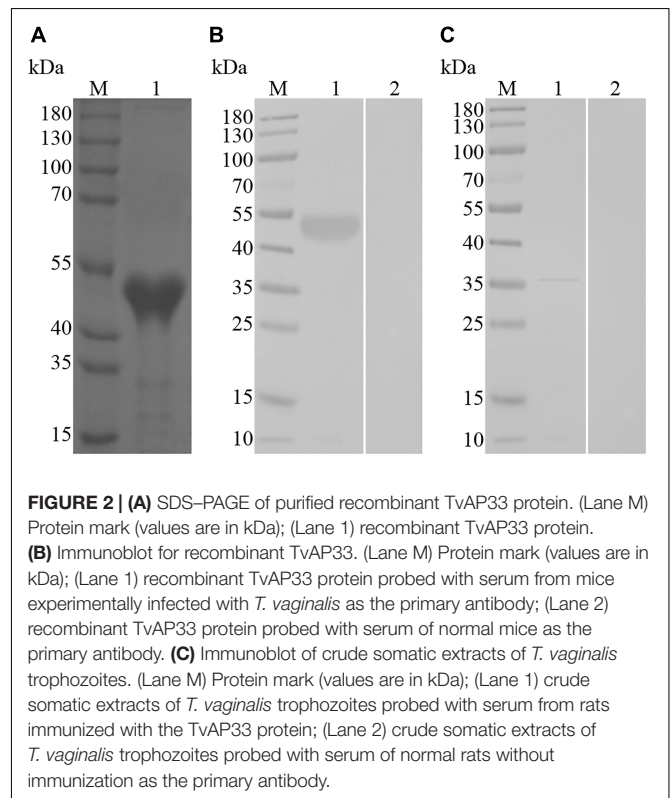 A
B
C
kDa
kDa
kDa
M 1
M 1 2
M 1 2
180
130
100
70
55
40
35
15
180
130
100
70
55
40
35
25
15
10
180
130
100
70
55
40
35
25
15
10
FIGURE 2 | (A) SDS–PAGE of purified recombinant TvAP33 protein. (Lane M)
Protein mark (values are in kDa); (Lane 1) recombinant TvAP33 protein.
(B) Immunoblot for recombinant TvAP33. (Lane M) Protein mark (values are in
kDa); (Lane 1) recombinant TvAP33 protein probed with serum from mice
experimentally infected with T. vaginalis as the primary antibody; (Lane 2)
recombinant TvAP33 protein probed with serum of normal mice as the
primary antibody. (C) Immunoblot of crude somatic extracts of T. vaginalis
trophozoites. (Lane M) Protein mark (values are in kDa); (Lane 1) crude
somatic extracts of T. vaginalis trophozoites probed with serum from rats
immunized with the TvAP33 protein; (Lane 2) crude somatic extracts of
T. vaginalis trophozoites probed with serum of normal rats without
immunization as the primary antibody.